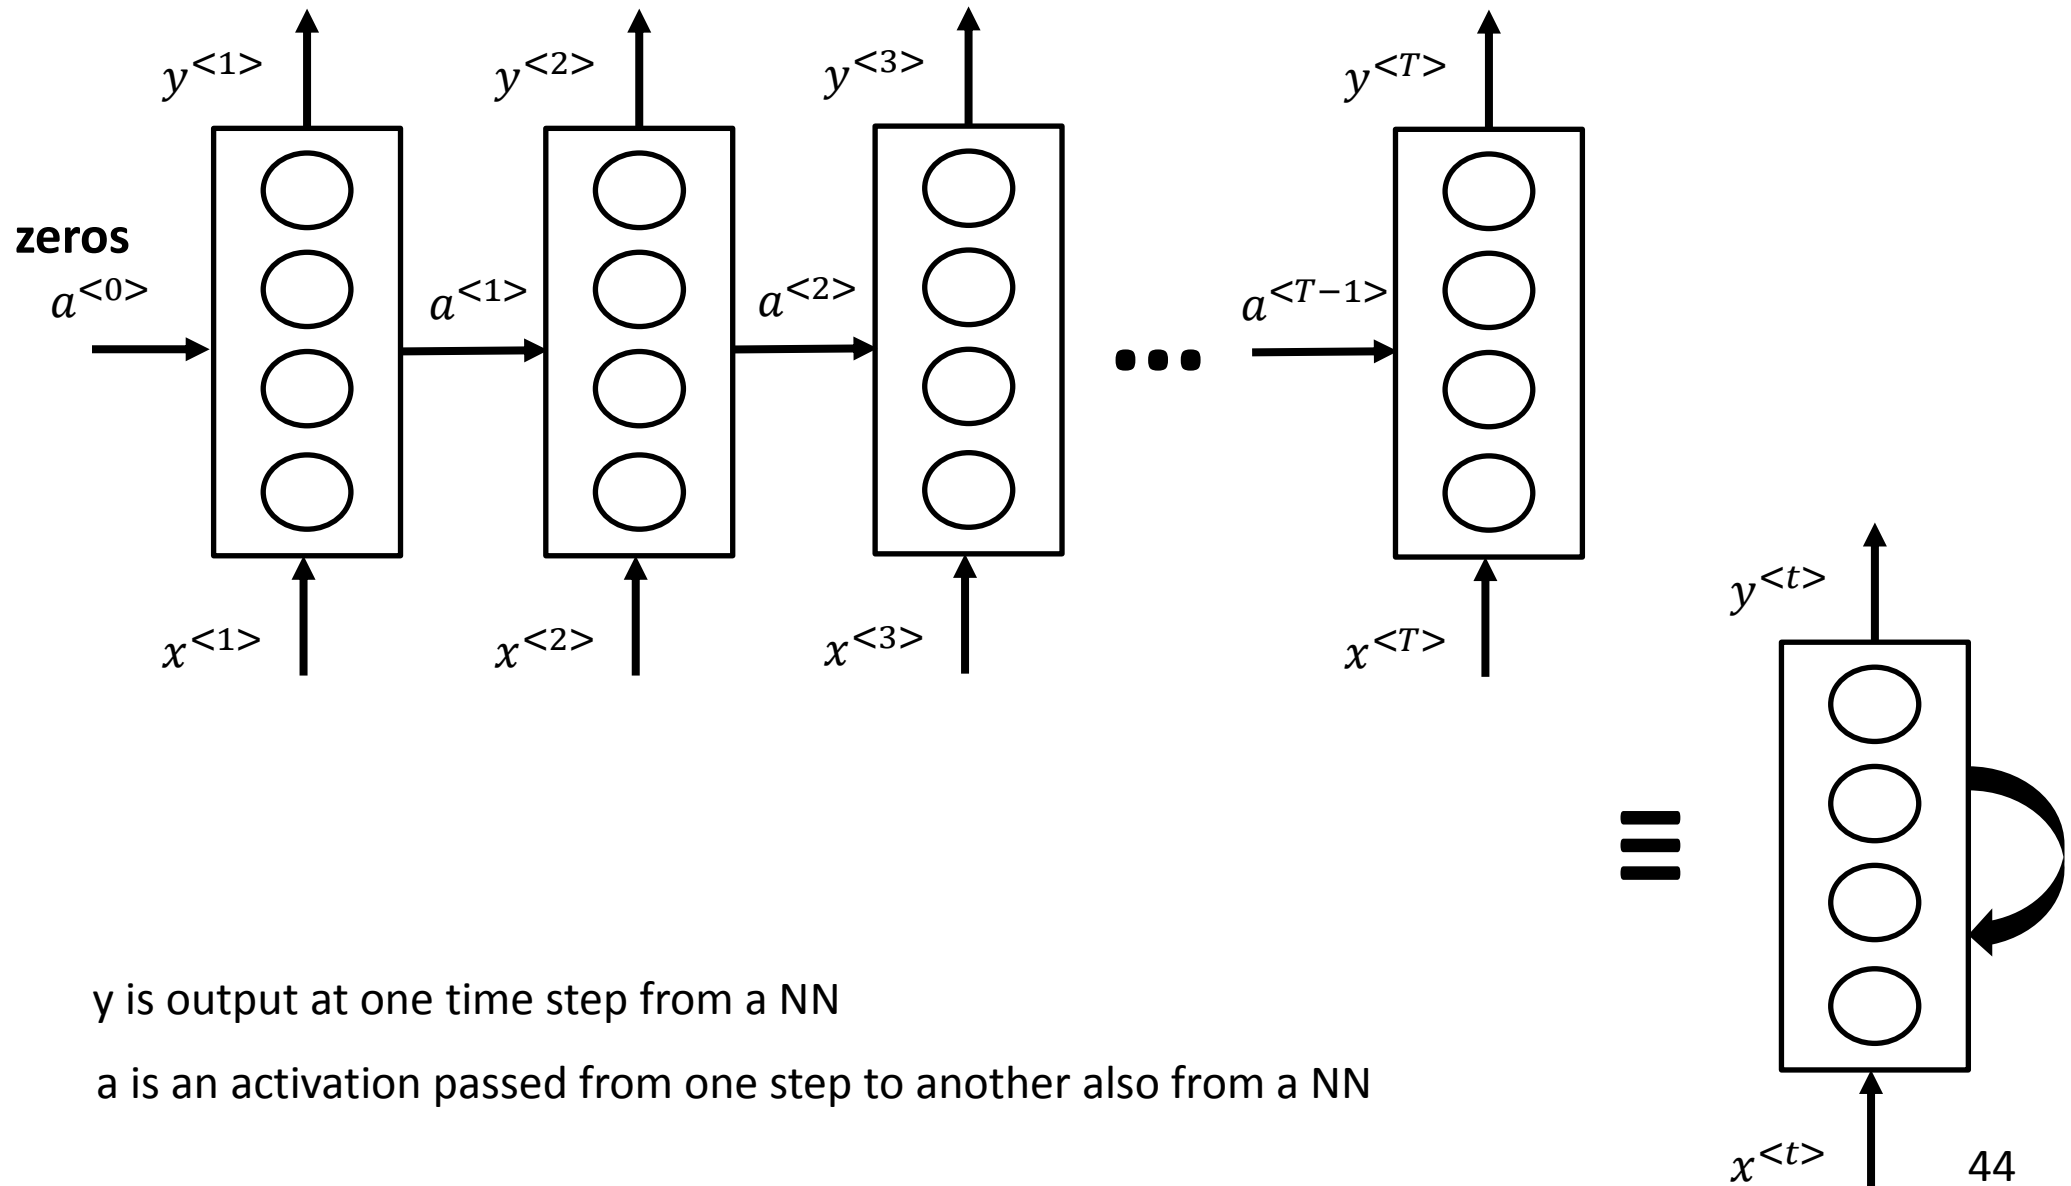 y<1> y<2> y<3> y<T>
zeros
a<0> a<1> a<2> ... a<T−1>
x<1> x<2> x<3> x<T>
y<t>
≡
y is output at one time step from a NN
a is an activation passed from one step to another also from a NN
x<t>
44